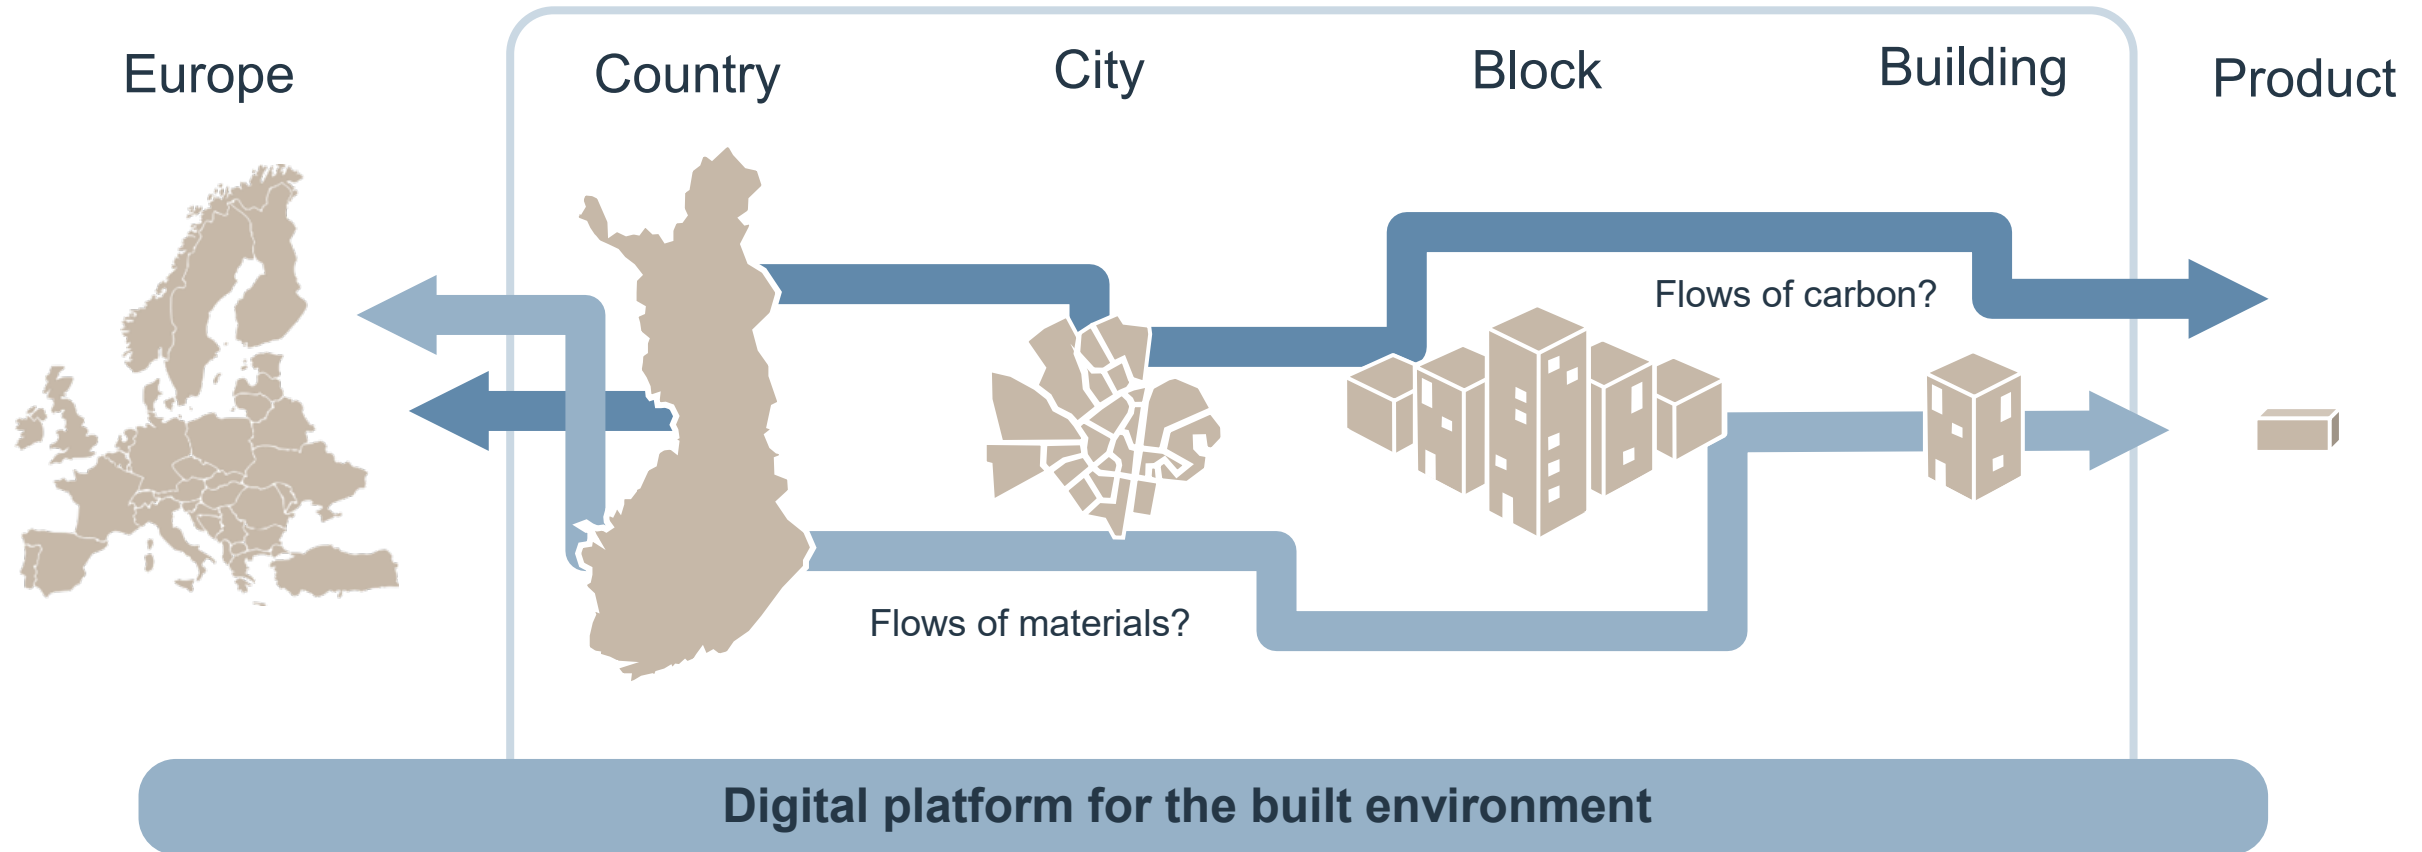 Europe
Country
City
Block
Building
Product
Flows of carbon?
Flows of materials?
Digital platform for the built environment